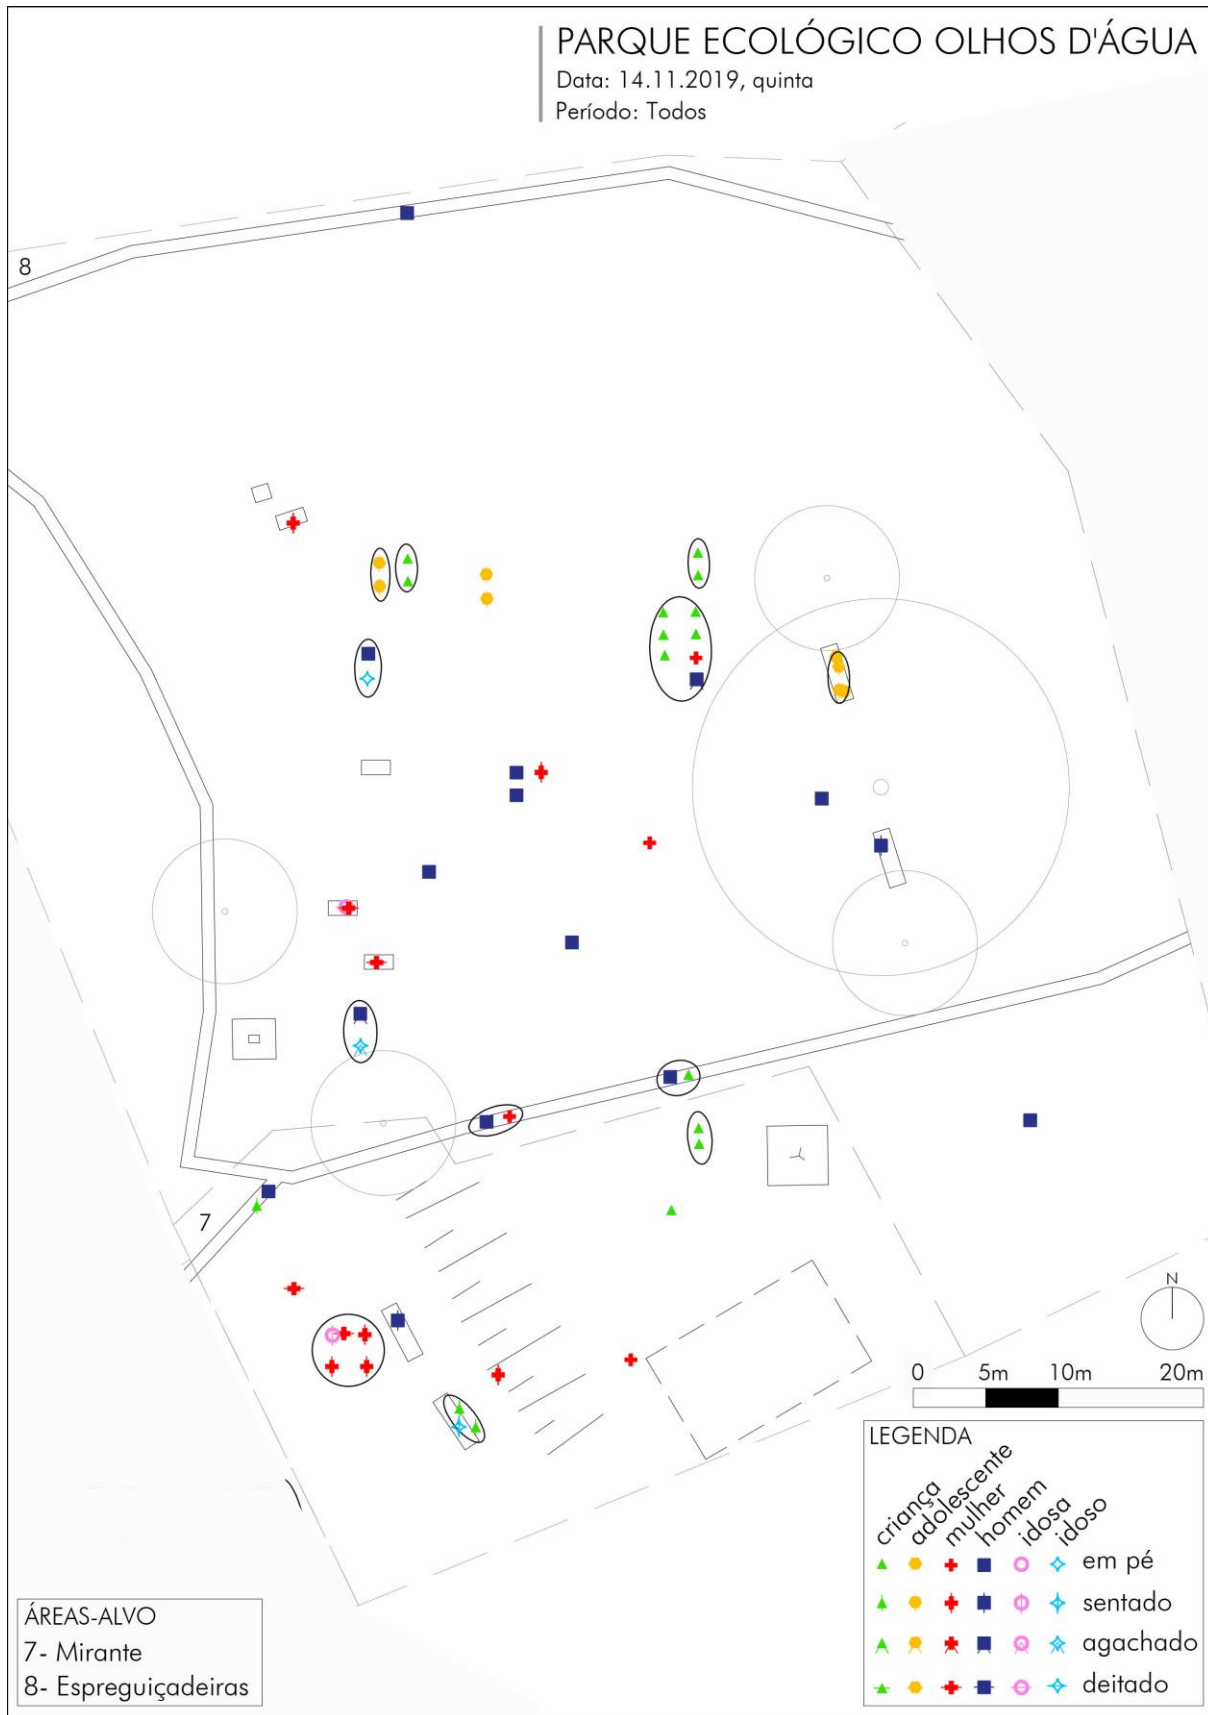 PARQUE ECOLÓGICO OLHOS D'ÁGUA
Data: 14.11.2019, quinta
Período: Todos
8
7
N
0 5m 10m 20m
LEGENDA
criança
adolescente
mulher
homem
idosa
idoso
em pé
sentado
agachado
deitado
ÁREAS-ALVO
7- Mirante
8- Espreguiçadeiras